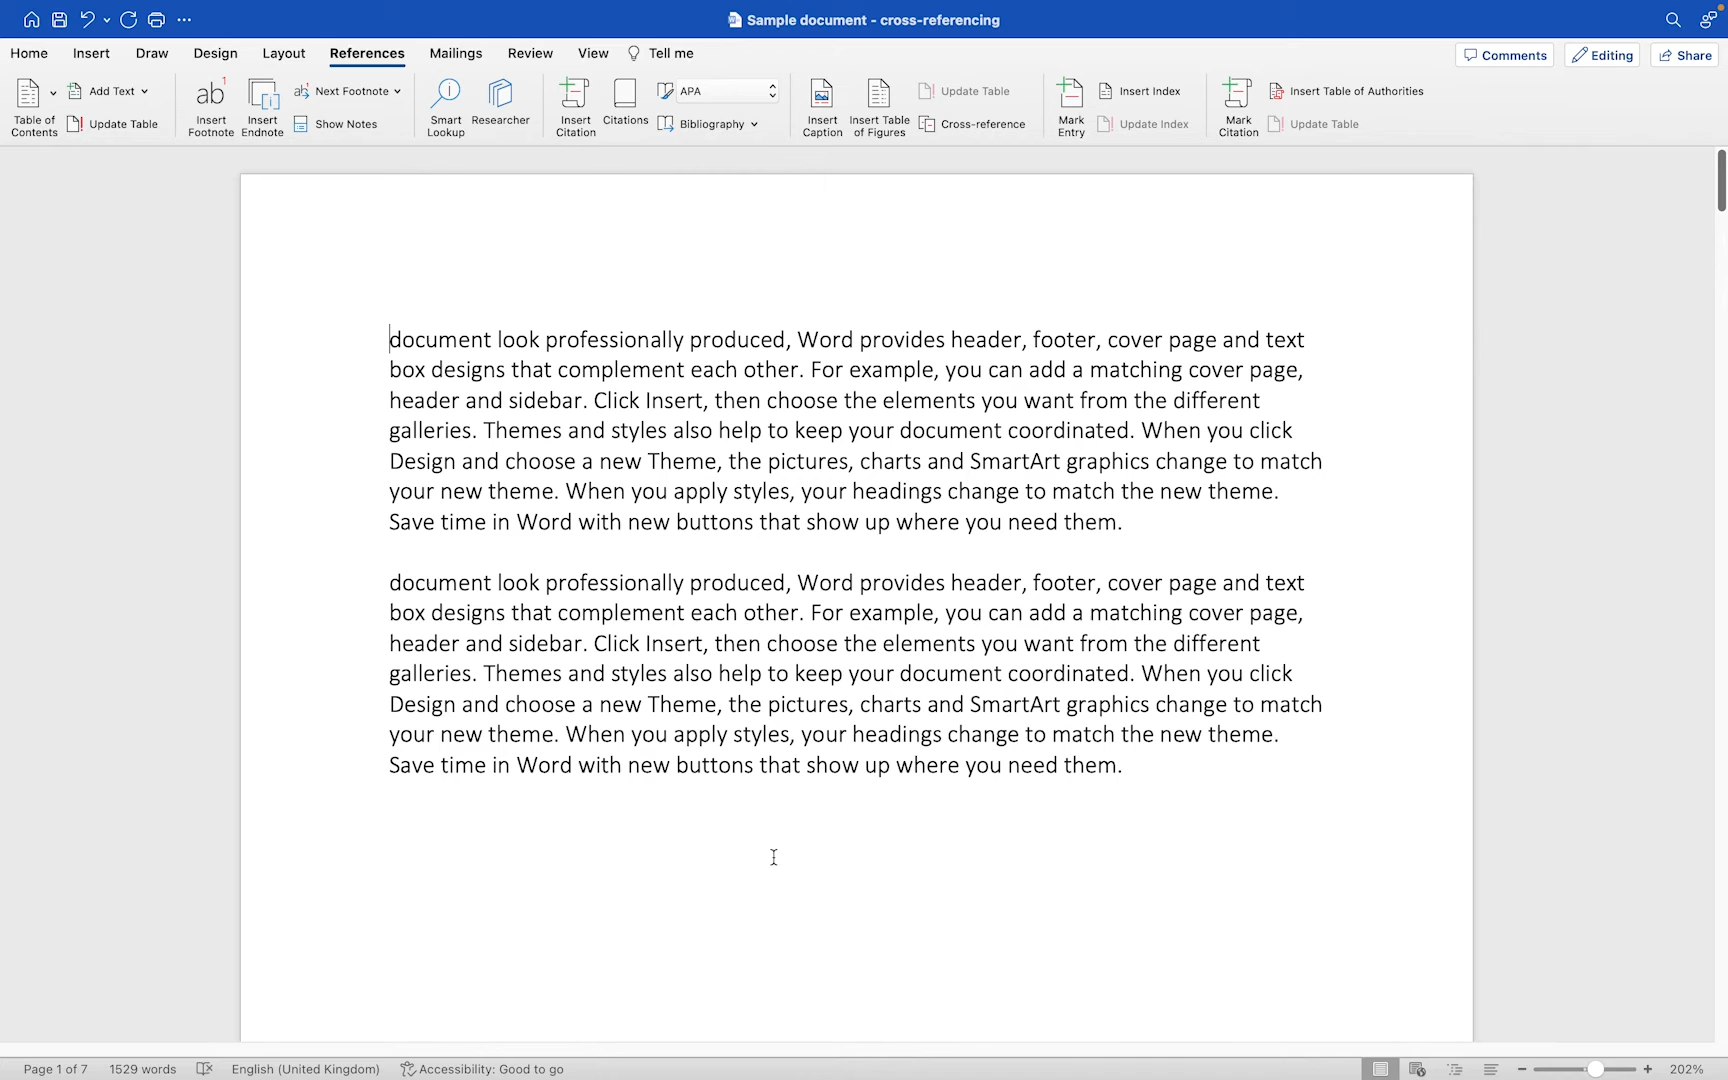 Sample document - cross-referencing
Home Insert Draw Design Layout References Mailings Review View Tell me Comments Editing Share
Table of Contents
Add Text
Update Table
ab 1
Insert Footnote
Insert Endnote
ab Next Footnote
Show Notes
Smart Lookup
Researcher
Insert Citation
Citations
APA
Bibliography
Insert Caption
Insert Table of Figures
Update Table
Cross-reference
Mark Entry
Insert Index
Update Index
Mark Citation
Insert Table of Authorities
Update Table
document look professionally produced, Word provides header, footer, cover page and text
box designs that complement each other. For example, you can add a matching cover page,
header and sidebar. Click Insert, then choose the elements you want from the different
galleries. Themes and styles also help to keep your document coordinated. When you click
Design and choose a new Theme, the pictures, charts and SmartArt graphics change to match
your new theme. When you apply styles, your headings change to match the new theme.
Save time in Word with new buttons that show up where you need them.
document look professionally produced, Word provides header, footer, cover page and text
box designs that complement each other. For example, you can add a matching cover page,
header and sidebar. Click Insert, then choose the elements you want from the different
galleries. Themes and styles also help to keep your document coordinated. When you click
Design and choose a new Theme, the pictures, charts and SmartArt graphics change to match
your new theme. When you apply styles, your headings change to match the new theme.
Save time in Word with new buttons that show up where you need them.
Page 1 of 7 1529 words English (United Kingdom) Accessibility: Good to go 202%